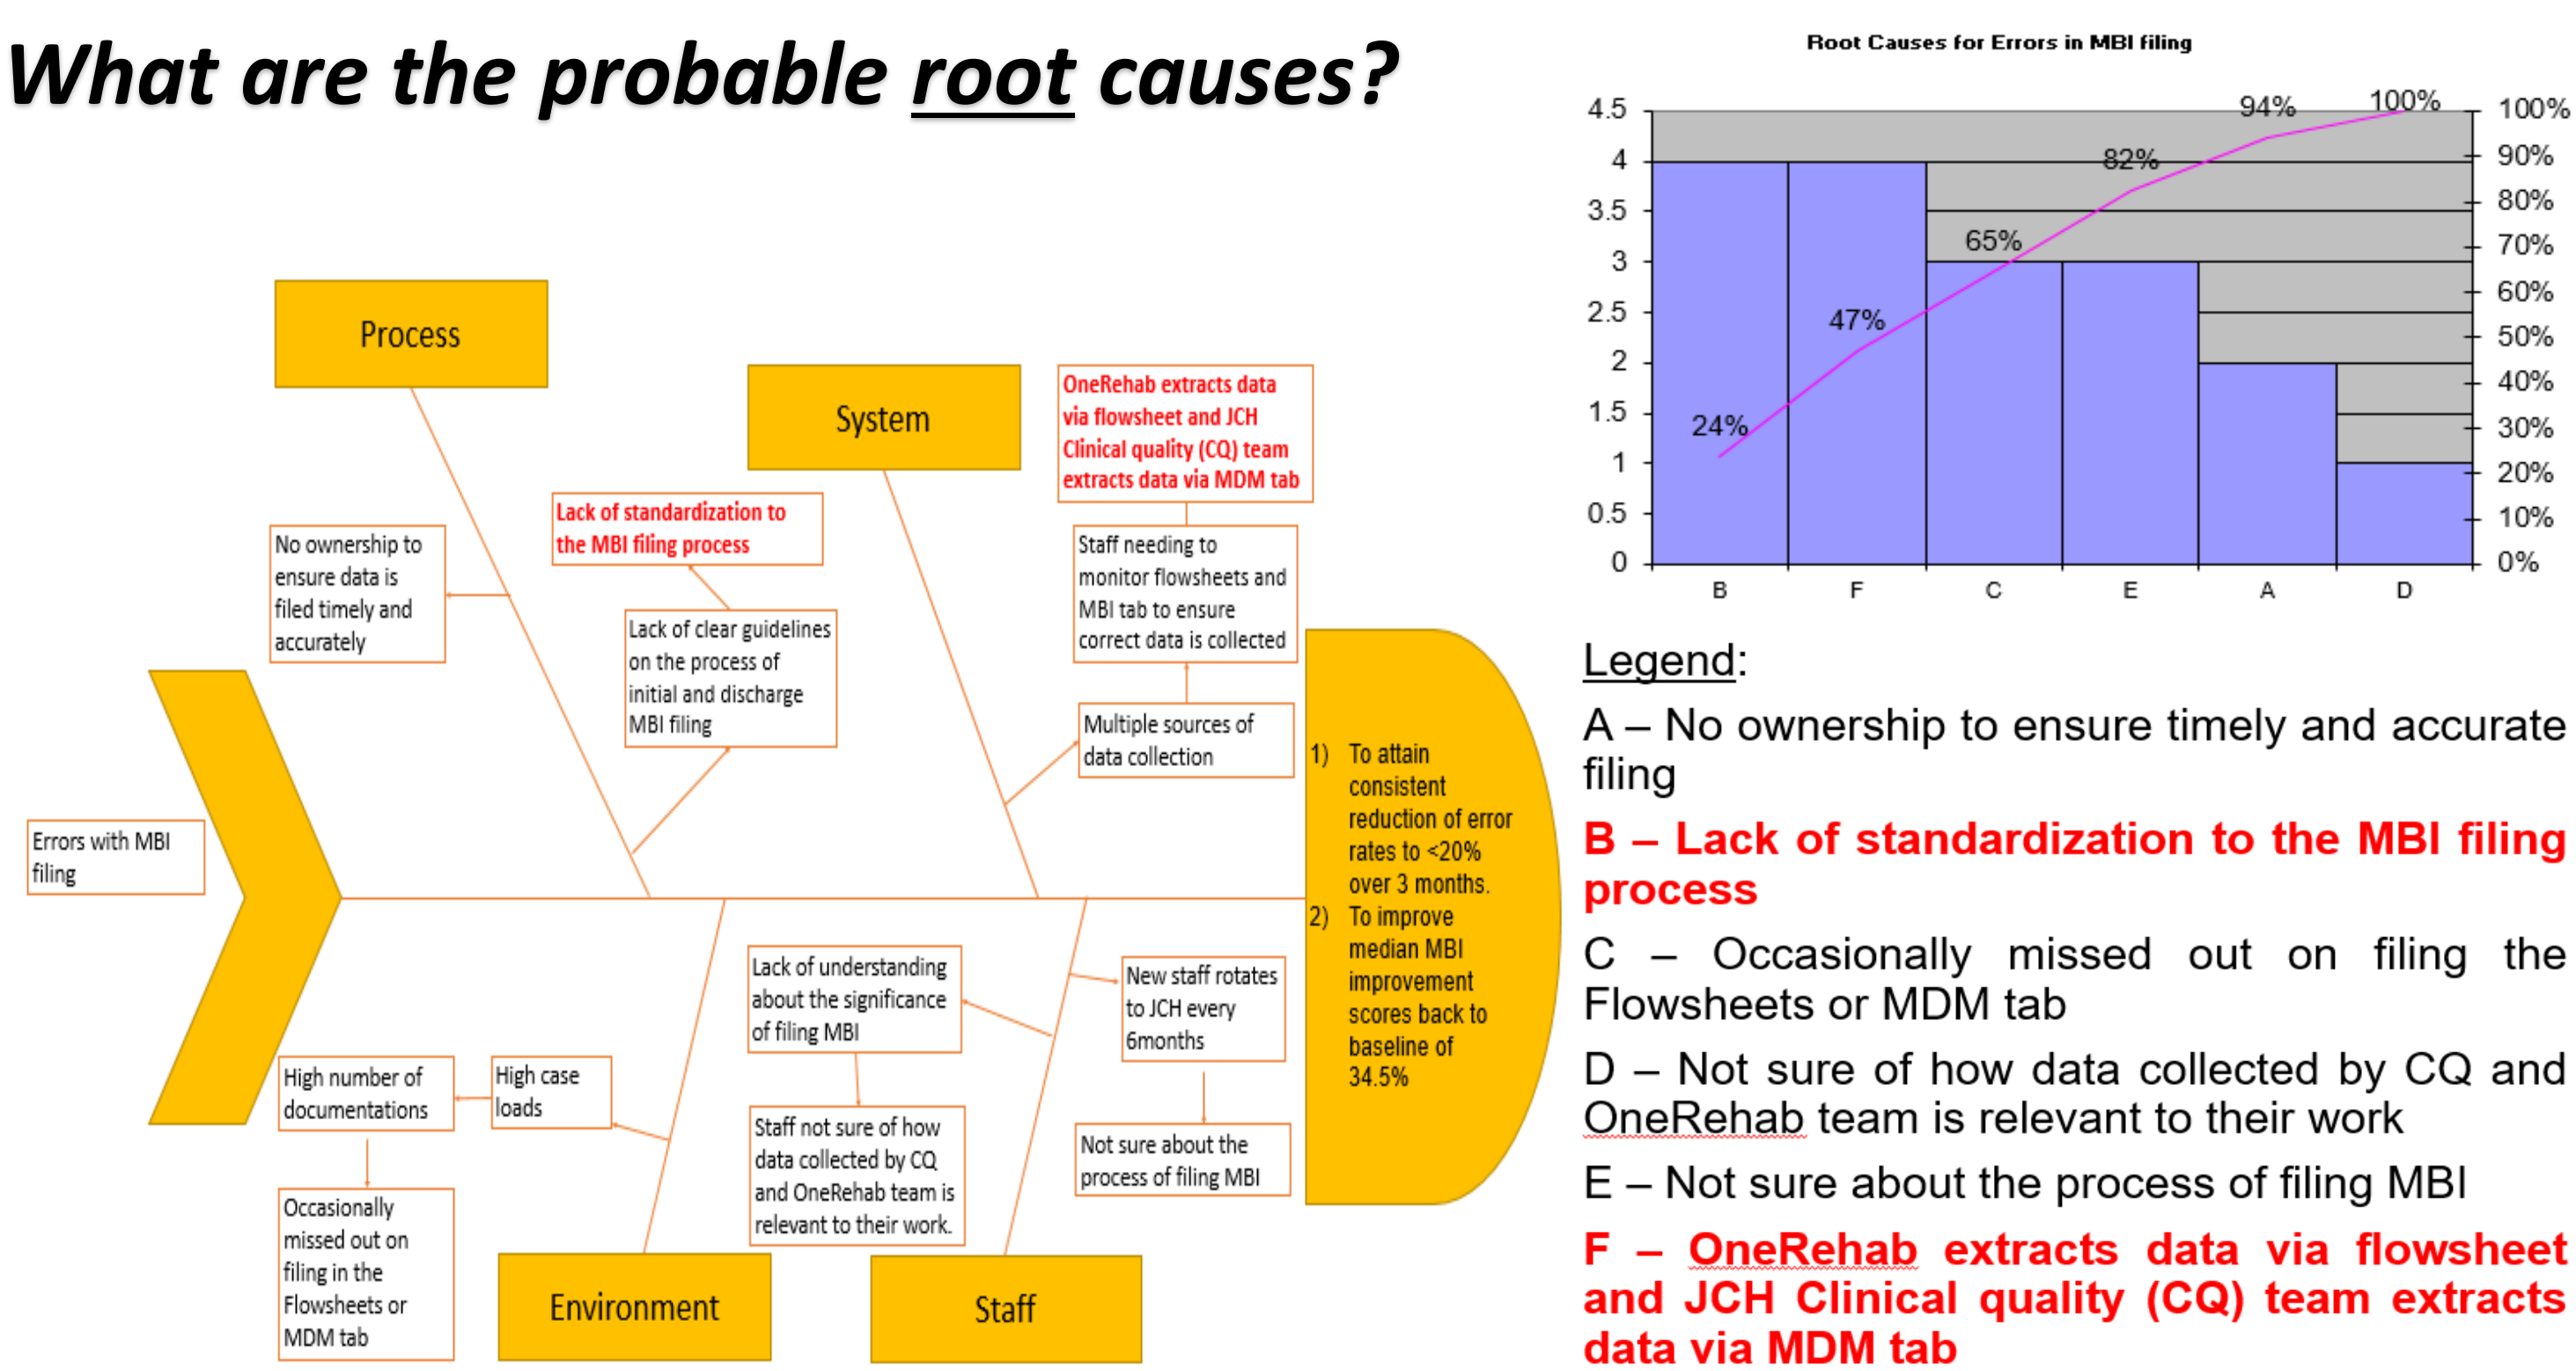 What are the probable root causes?
Process
System
No ownership to
ensure data is
filed timely and
accurately
Lack of standardization to
the MBI filing process
Lack of clear guidelines
on the process of
initial and discharge
MBI filing
OneRehab extracts data
via flowsheet and JCH
Clinical quality (CQ) team
extracts data via MDM tab
Staff needing to
monitor flowsheets and
MBI tab to ensure
correct data is collected
Multiple sources of
data collection
Errors with MBI
filing
1) To attain
consistent
reduction of error
rates to <20%
over 3 months.
2) To improve
median MBI
improvement
scores back to
baseline of
34.5%
High number of
documentations
High case
loads
Occasionally
missed out on
filing in the
Flowsheets or
MDM tab
Lack of understanding
about the significance
of filing MBI
Staff not sure of how
data collected by CQ
and OneRehab team is
relevant to their work.
New staff rotates
to JCH every
6months
Not sure about the
process of filing MBI
Environment
Staff
Root Causes for Errors in MBI filing
4.5
4
3.5
3
2.5
2
1.5
1
0.5
0
24%
47%
65%
82%
94%
100%
100%
90%
80%
70%
60%
50%
40%
30%
20%
10%
0%
B F C E A D
Legend:
A – No ownership to ensure timely and accurate
filing
B – Lack of standardization to the MBI filing
process
C – Occasionally missed out on filing the
Flowsheets or MDM tab
D – Not sure of how data collected by CQ and
OneRehab team is relevant to their work
E – Not sure about the process of filing MBI
F – OneRehab extracts data via flowsheet
and JCH Clinical quality (CQ) team extracts
data via MDM tab